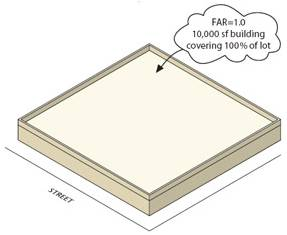 FAR=1.0
10,000 sf building
covering 100% of lot
STREET